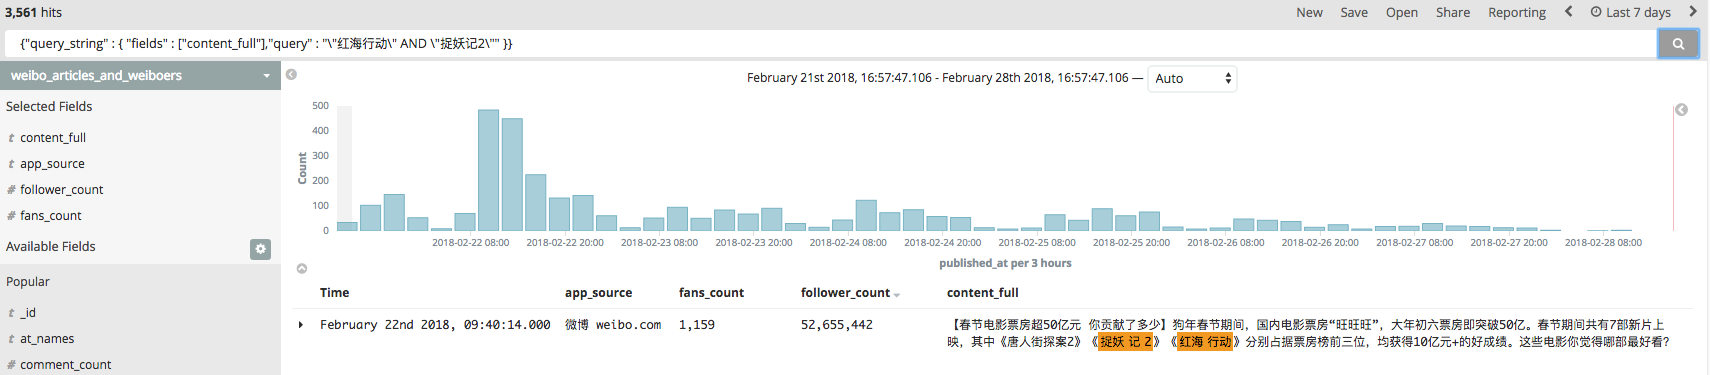 3,561 hits
New Save Open Share Reporting Last 7 days
{"query_string" : { "fields" : ["content_full"],"query" : "\"红海行动\" AND \"捉妖记2\"" }}
weibo_articles_and_weiboers
February 21st 2018, 16:57:47.106 - February 28th 2018, 16:57:47.106 — Auto
Selected Fields
t content_full
t app_source
# follower_count
# fans_count
Available Fields
Popular
t _id
t at_names
# comment_count
Count
500
400
300
200
100
0
2018-02-22 08:00 2018-02-22 20:00 2018-02-23 08:00 2018-02-23 20:00 2018-02-24 08:00 2018-02-24 20:00 2018-02-25 08:00 2018-02-25 20:00 2018-02-26 08:00 2018-02-26 20:00 2018-02-27 08:00 2018-02-27 20:00 2018-02-28 08:00
published_at per 3 hours
Time app_source fans_count follower_count content_full
February 22nd 2018, 09:40:14.000 微博 weibo.com 1,159 52,655,442 【春节电影票房超50亿元 你贡献了多少】狗年春节期间，国内电影票房“旺旺旺”，大年初六票房即突破50亿。春节期间共有7部新片上
映，其中《唐人街探案2》《捉妖 记 2》《红海 行动》分别占据票房榜前三位，均获得10亿元+的好成绩。这些电影你觉得哪部最好看?